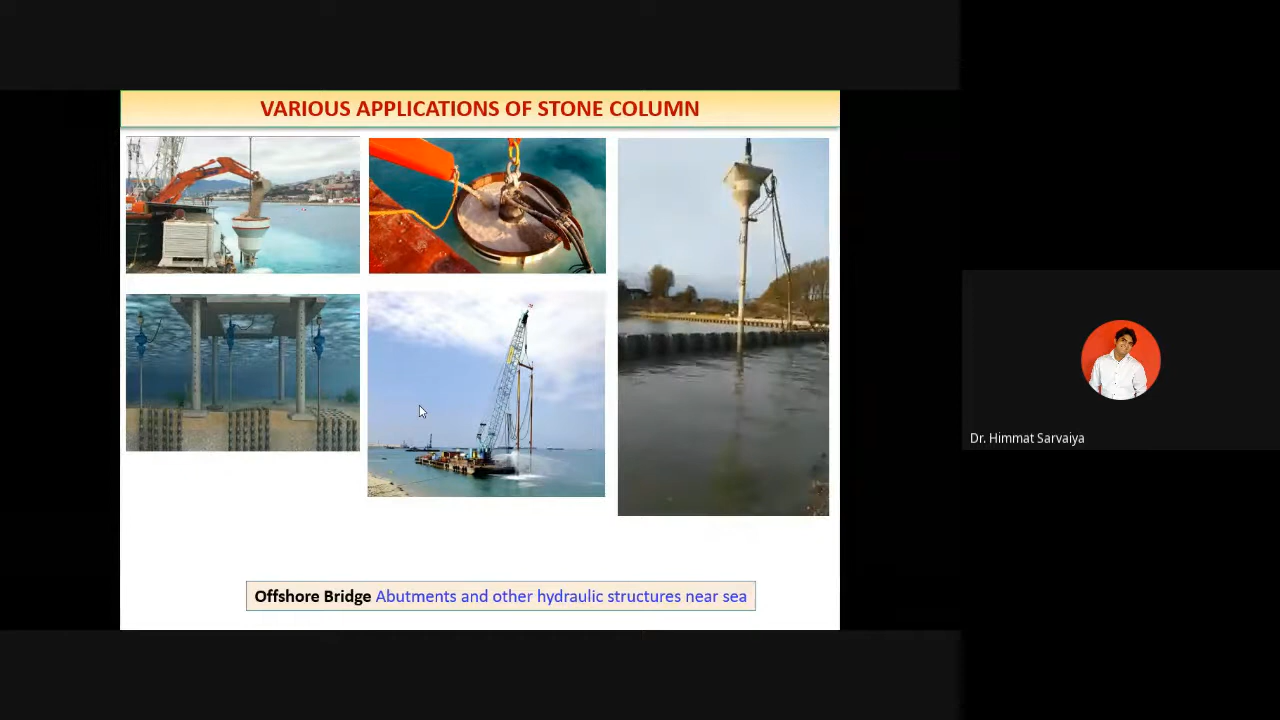 VARIOUS APPLICATIONS OF STONE COLUMN
Offshore Bridge Abutments and other hydraulic structures near sea
Dr. Himmat Sarvaiya